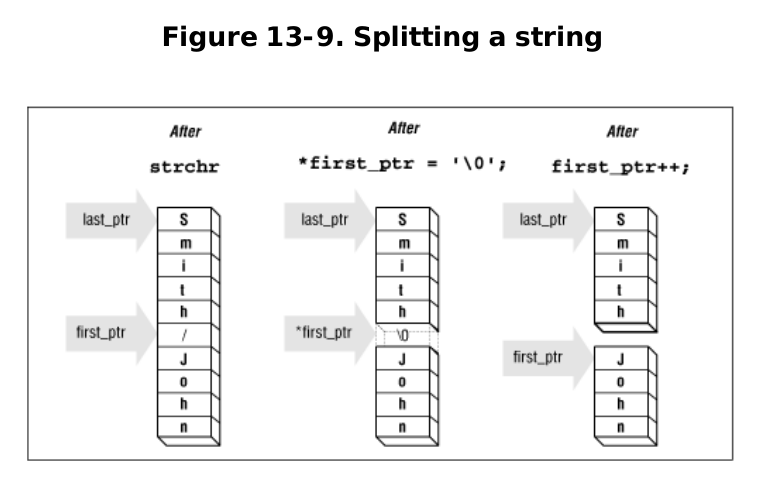 Figure 13-9. Splitting a string
After
strchr
last_ptr
S
m
i
t
h
first_ptr
/
J
o
h
n
After
*first_ptr = '\0';
last_ptr
S
m
i
t
h
*first_ptr
\0
J
o
h
n
After
first_ptr++;
last_ptr
S
m
i
t
h
first_ptr
J
o
h
n